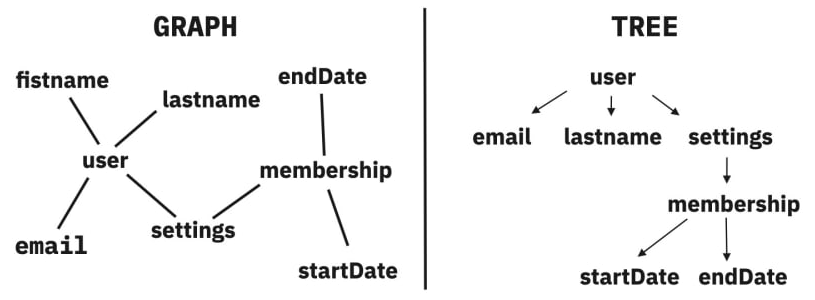 GRAPH
fistname
lastname
endDate
user
membership
email
settings
startDate
TREE
user
email lastname settings
membership
startDate endDate